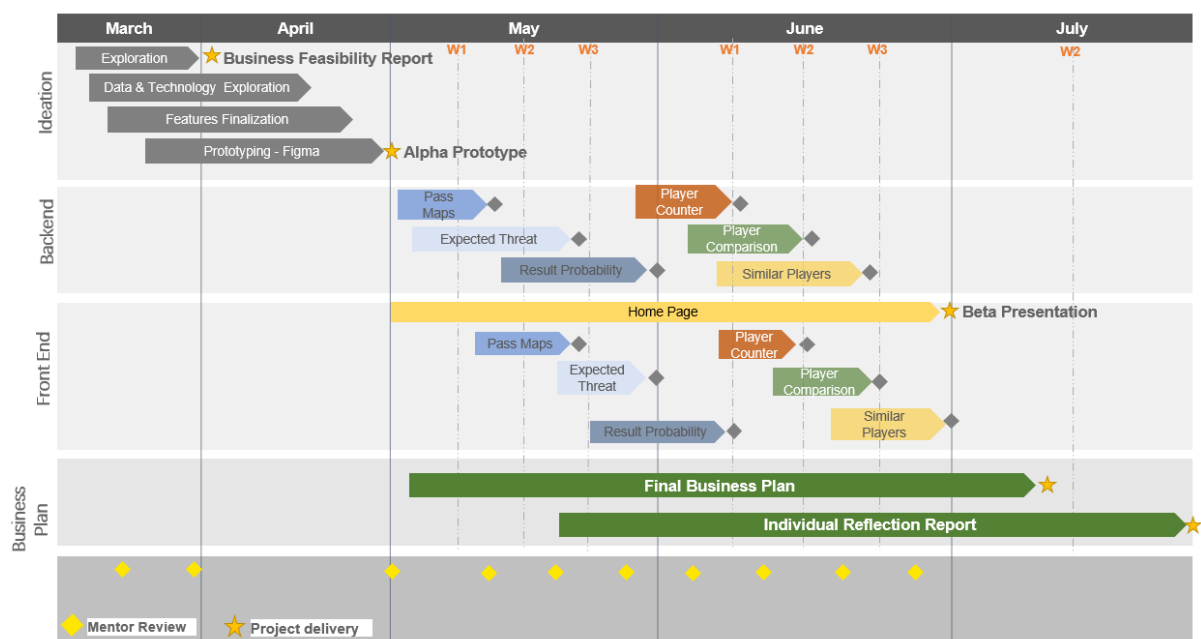 March April May June July
W1 W2 W3 W1 W2 W3 W2
Ideation
Exploration
Business Feasibility Report
Data & Technology Exploration
Features Finalization
Prototyping - Figma
Alpha Prototype
Backend
Pass
Maps
Player
Counter
Expected Threat
Player
Comparison
Result Probability
Similar Players
Front End
Home Page
Beta Presentation
Pass Maps
Player
Counter
Expected
Threat
Player
Comparison
Result Probability
Similar
Players
Business
Plan
Final Business Plan
Individual Reflection Report
Mentor Review
Project delivery